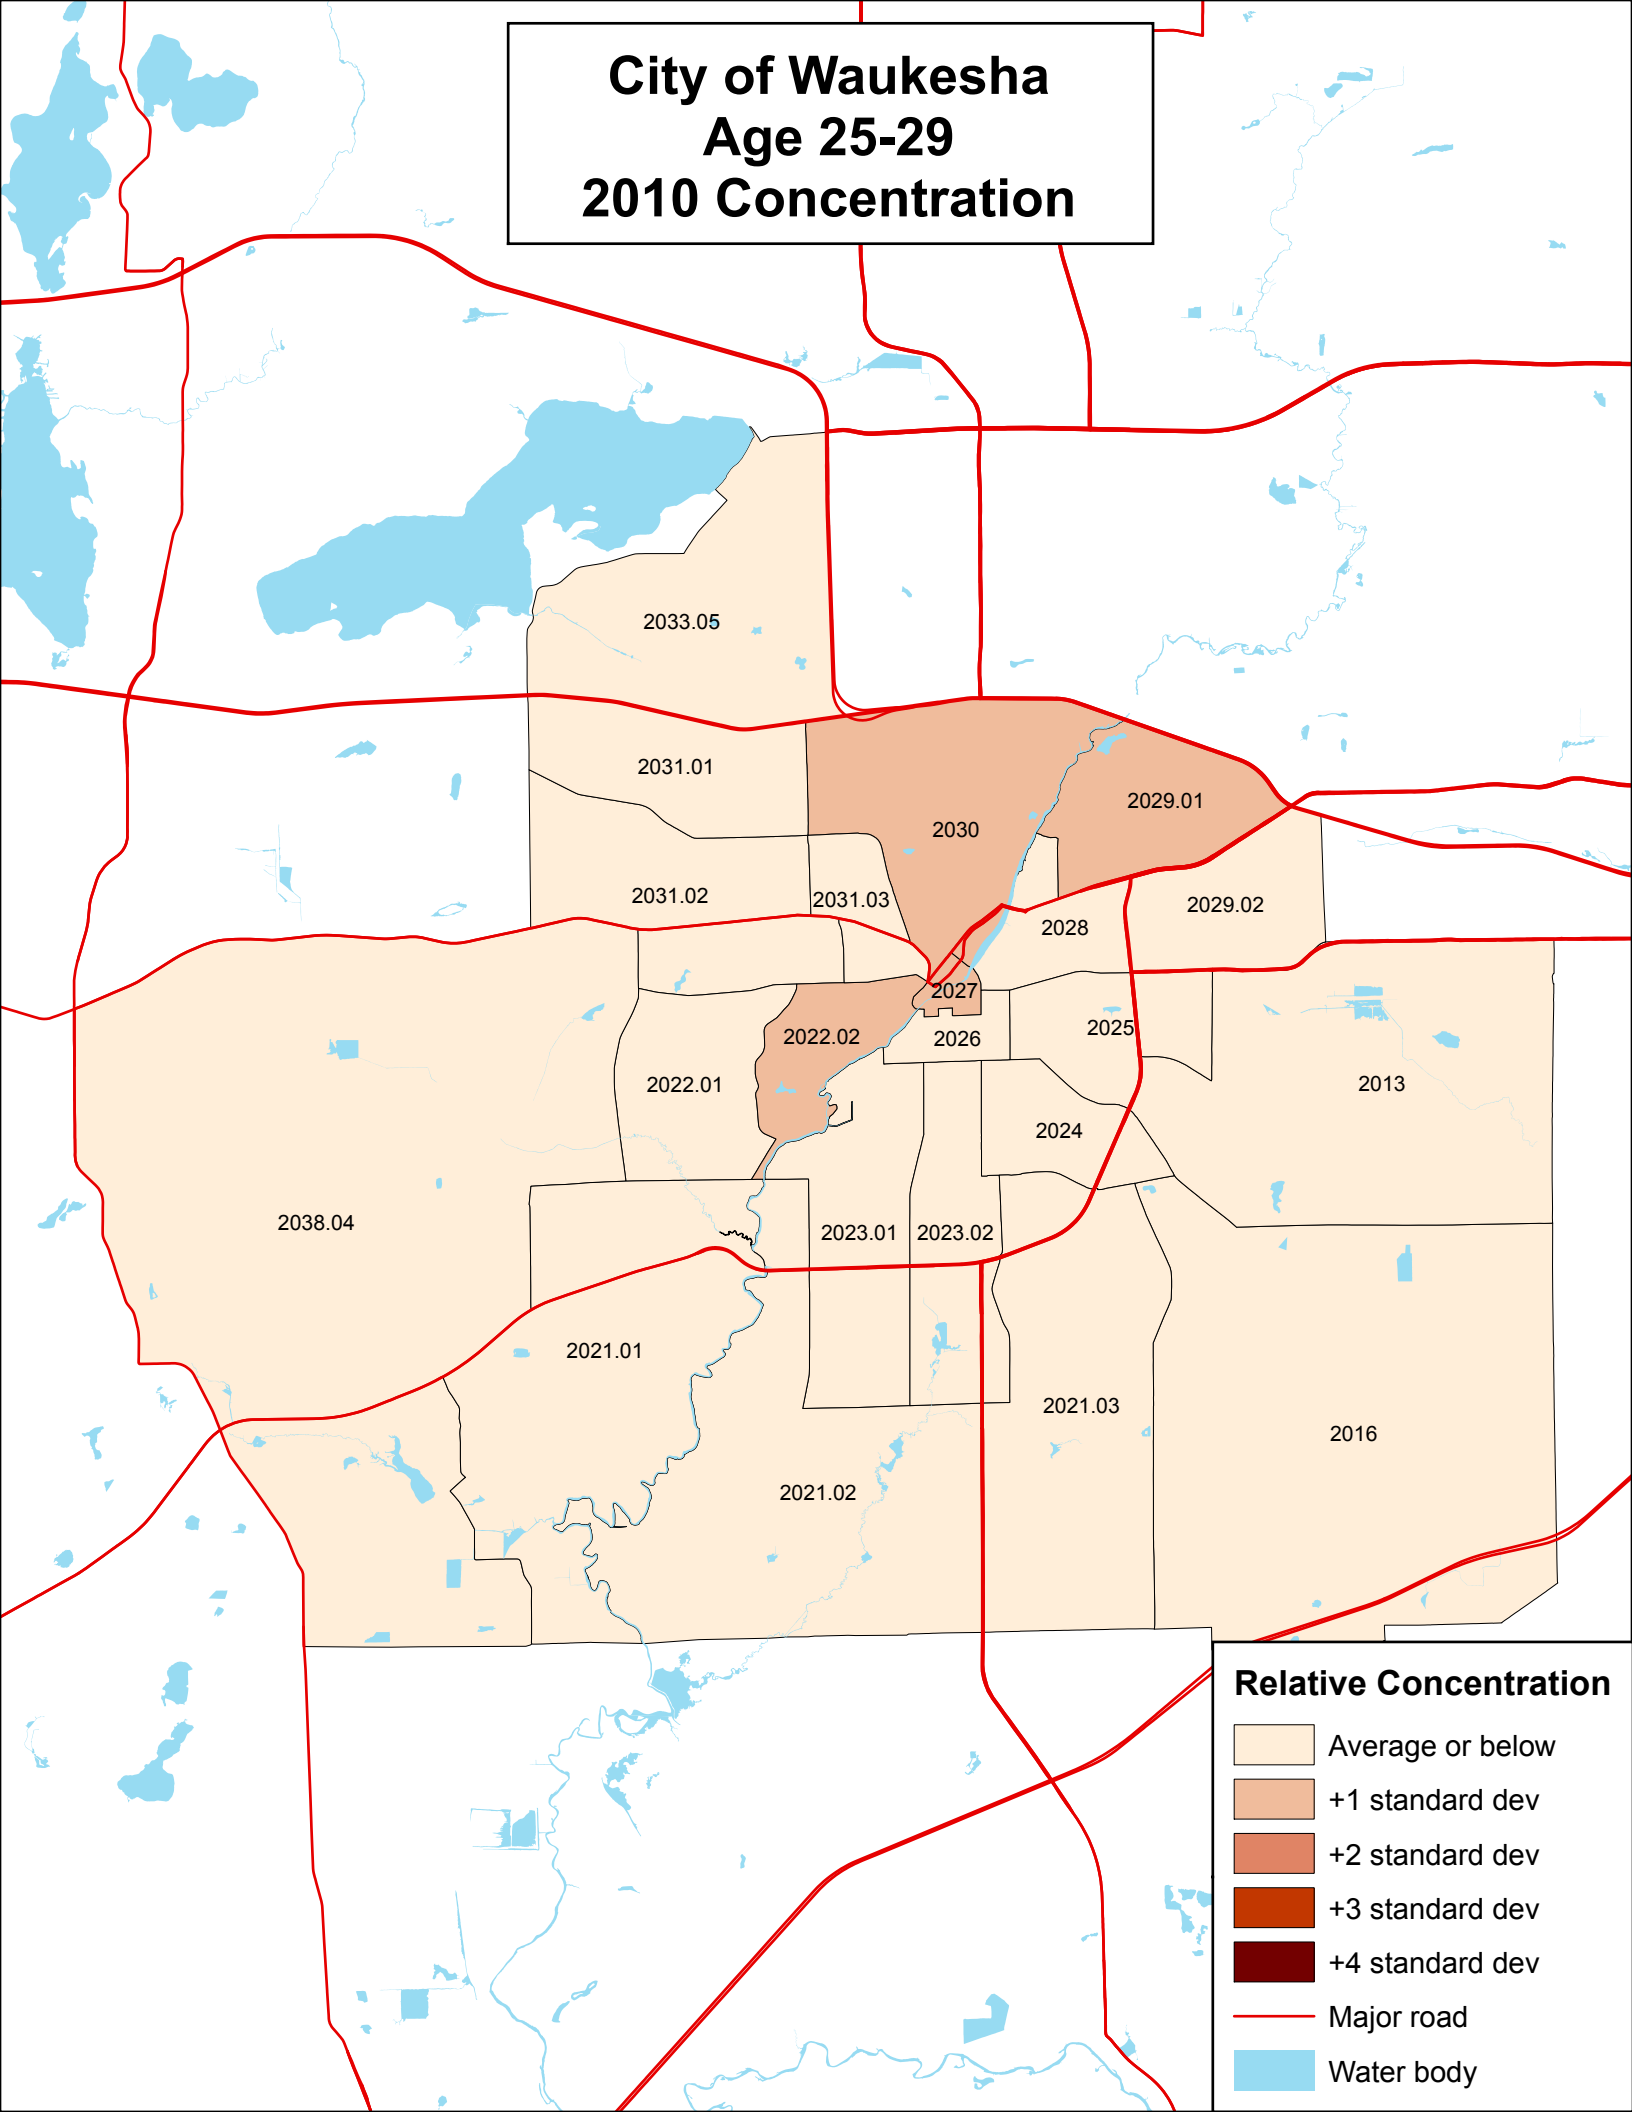 City of Waukesha
Age 25-29
2010 Concentration
2033.05
2031.01
2029.01
2030
2031.02
2031.03
2029.02
2028
2027
2025
2022.02
2026
2022.01
2013
2024
2038.04
2023.01
2023.02
2021.01
2021.03
2016
2021.02
Relative Concentration
Average or below
+1 standard dev
+2 standard dev
+3 standard dev
+4 standard dev
Major road
Water body